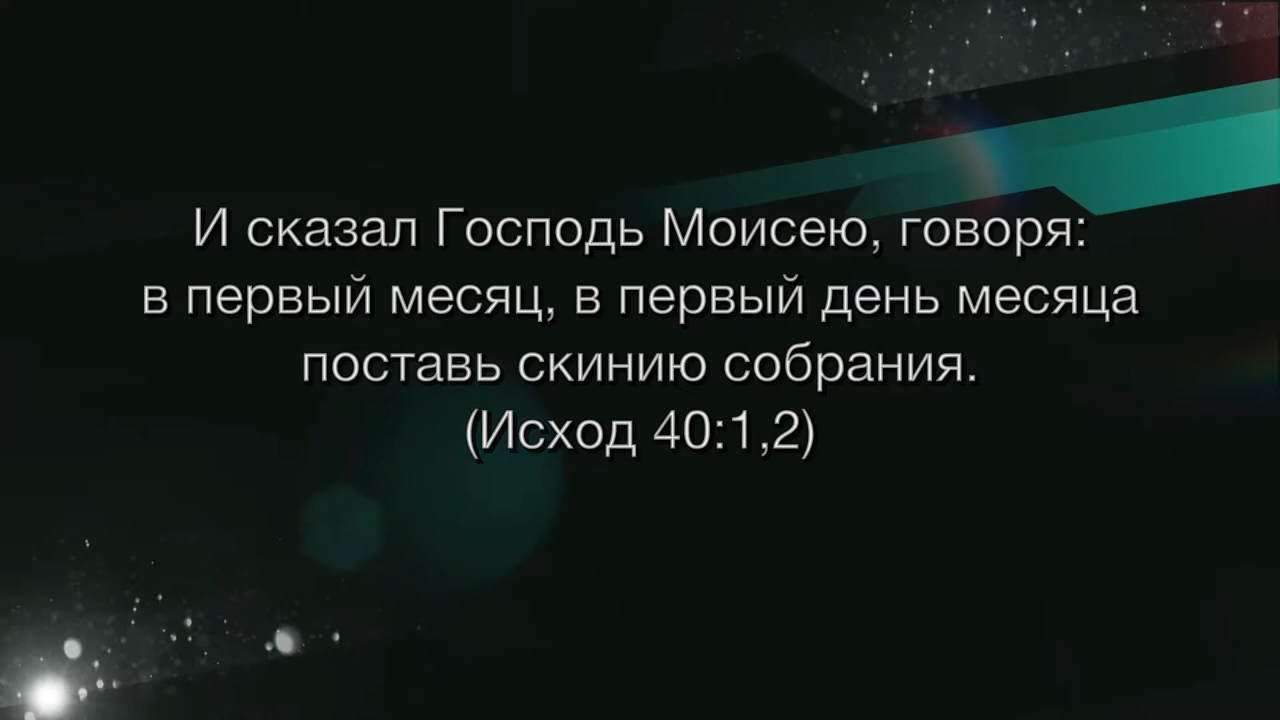 И сказал Господь Моисею, говоря:
в первый месяц, в первый день месяца
поставь скинию собрания.
(Исход 40:1,2)